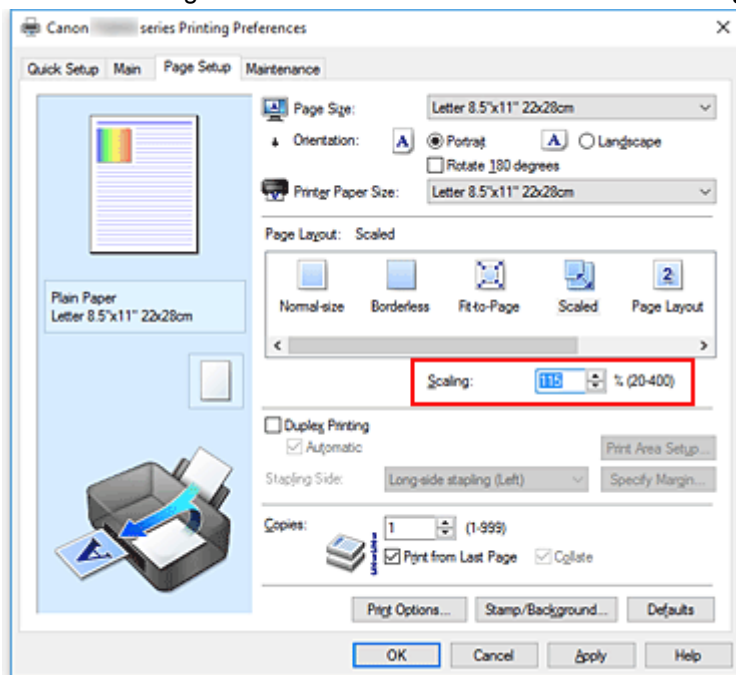 Canon series Printing Preferences
Quick Setup Main Page Setup Maintenance
Page Size: Letter 8.5"x11" 22x28cm
Orientation: A Portrait A Landscape
Rotate 180 degrees
Printer Paper Size: Letter 8.5"x11" 22x28cm
Page Layout: Scaled
Normal-size Borderless Fit-to-Page Scaled 2 Page Layout
Plain Paper
Letter 8.5"x11" 22x28cm
Scaling: 115 % (20-400)
Duplex Printing
Automatic Print Area Setup...
Stapling Side: Long-side stapling (Left) Specify Margin...
Copies: 1 (1-999)
Print from Last Page Collate
A
Print Options... Stamp/Background... Defaults
OK Cancel Apply Help